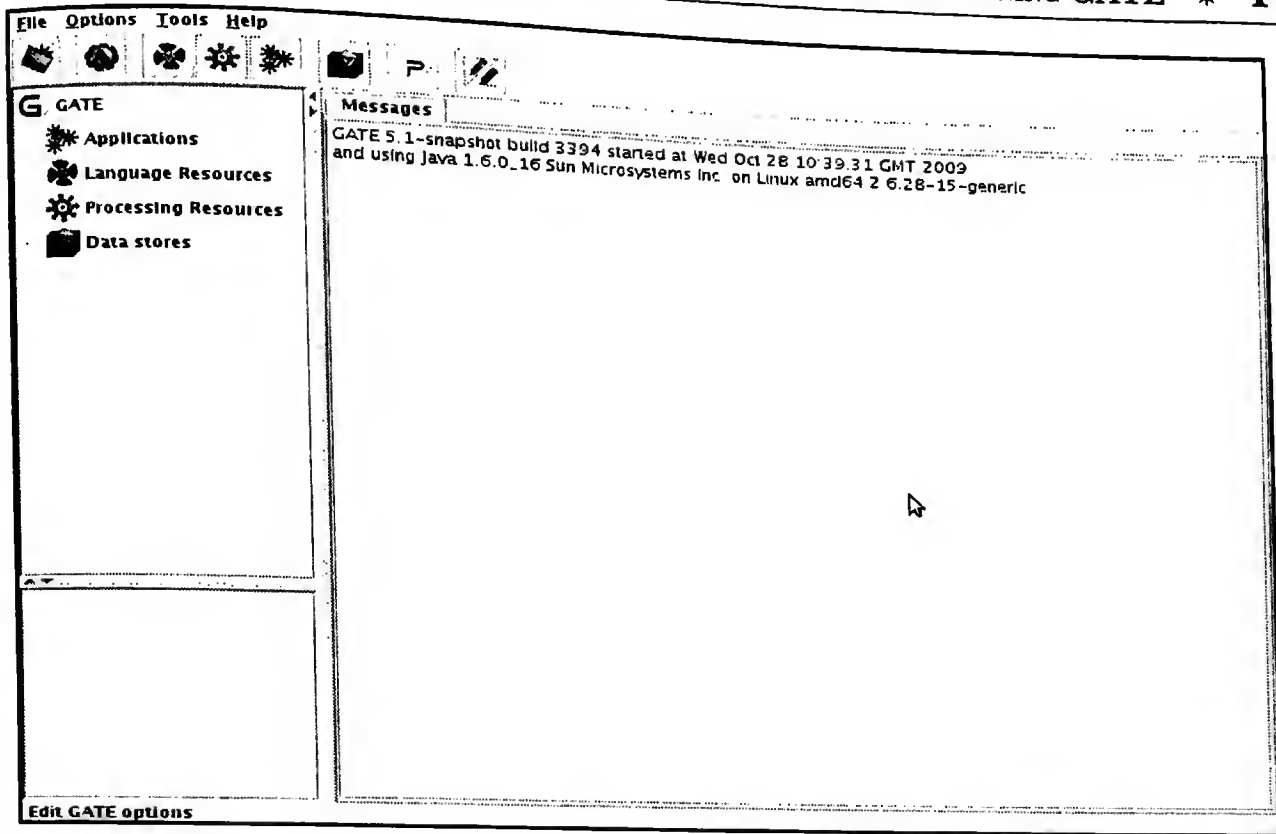 GATE *
File Options Tools Help
GATE
Applications
Language Resources
Processing Resources
Data stores
Messages
GATE 5.1-snapshot build 3394 started at Wed Oct 28 10:39.31 GMT 2009
and using Java 1.6.0_16 Sun Microsystems Inc. on Linux amd64 2 6.28-15-generic
Edit GATE options